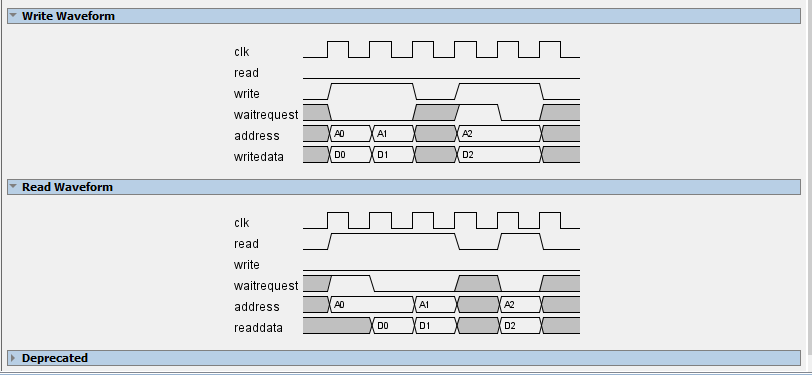 Write Waveform
clk
read
write
waitrequest
address A0 A1 A2
writedata D0 D1 D2
Read Waveform
clk
read
write
waitrequest
address A0 A1 A2
readdata D0 D1 D2
Deprecated